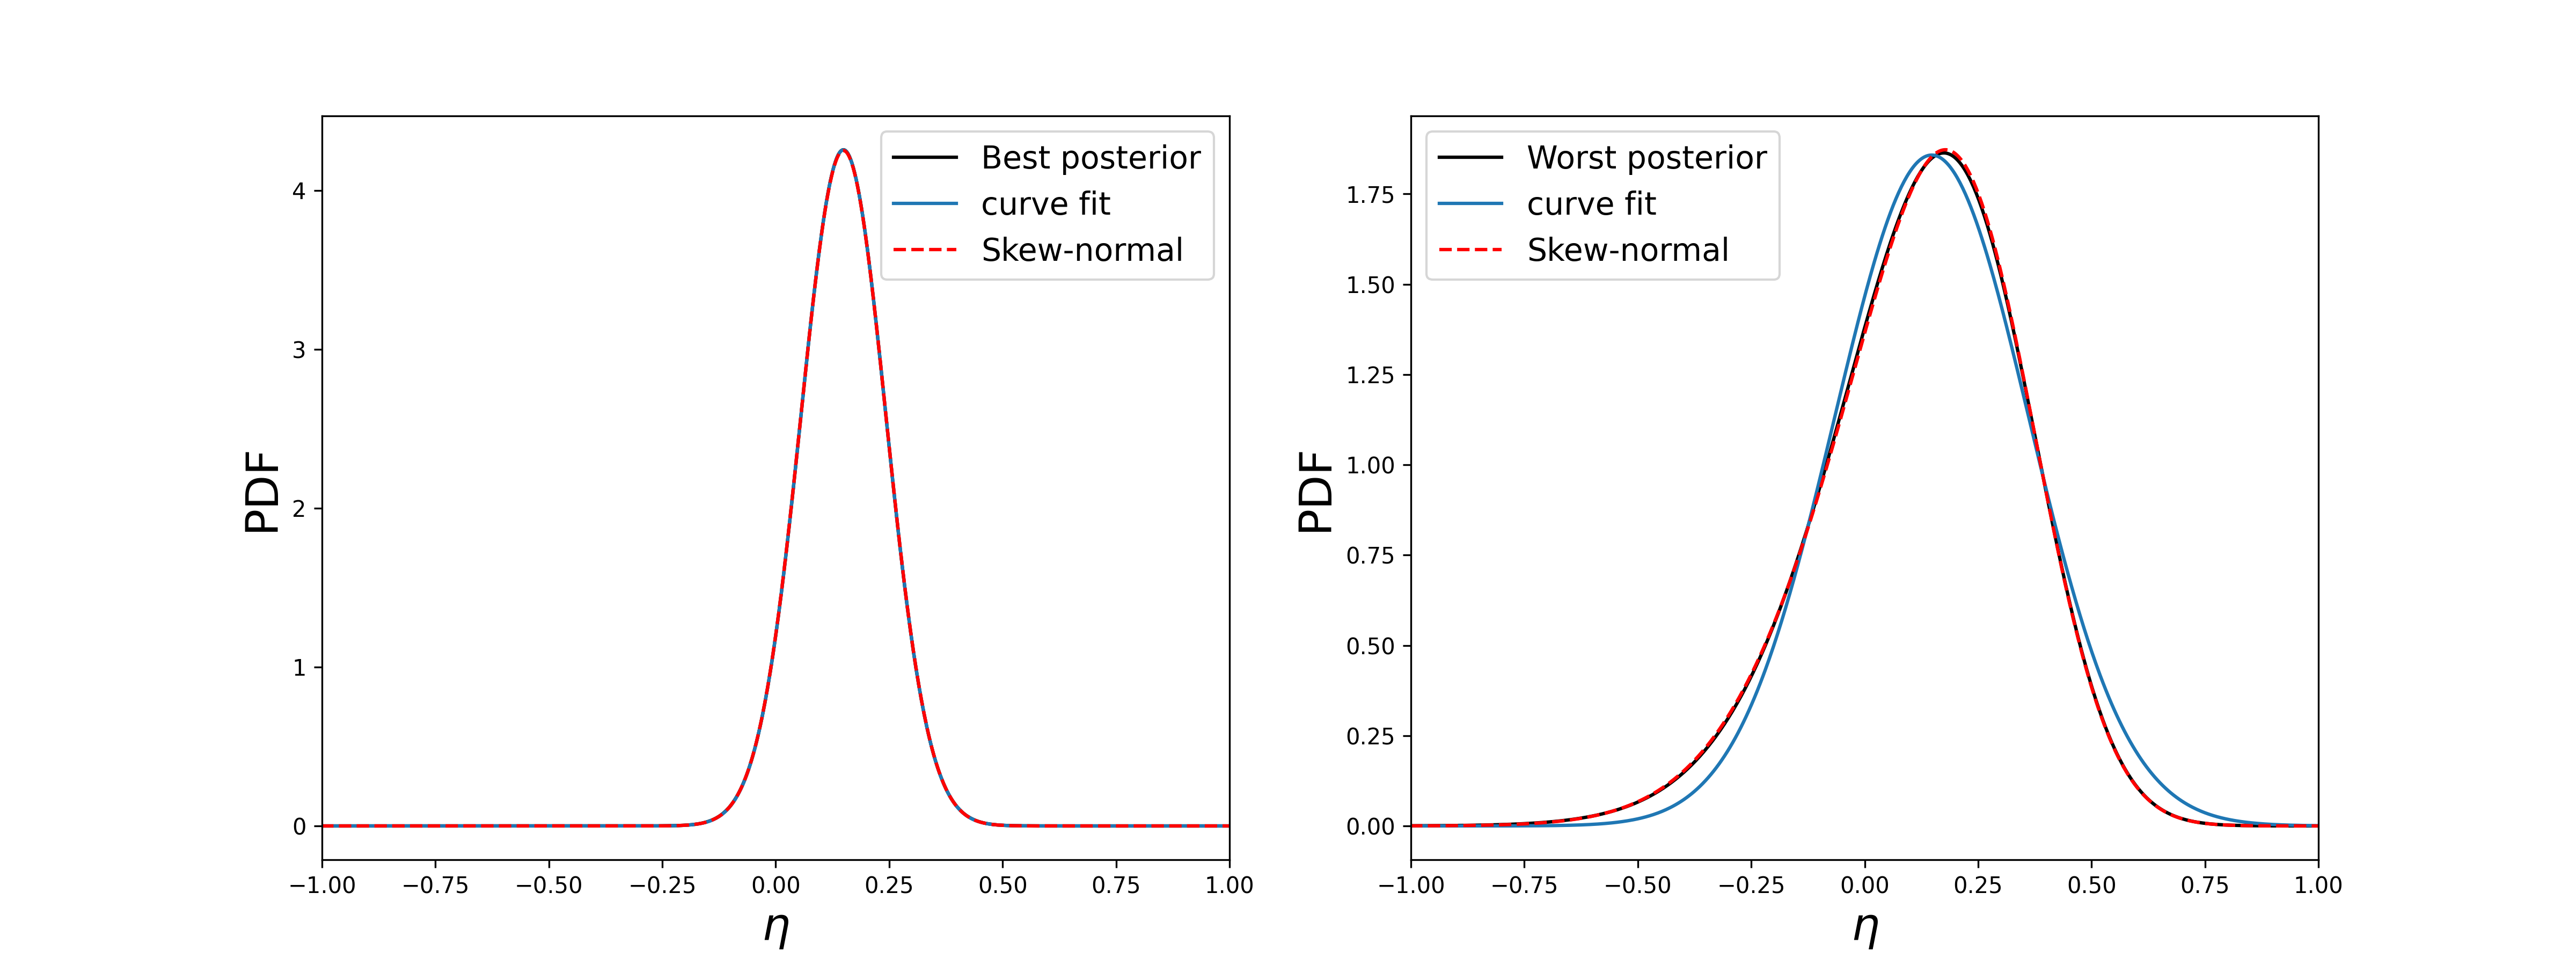 Best posterior
curve fit
Skew-normal
4
3
2
1
0
PDF
−1.00 −0.75 −0.50 −0.25 0.00 0.25 0.50 0.75 1.00
η
Worst posterior
curve fit
Skew-normal
1.75
1.50
1.25
1.00
0.75
0.50
0.25
0.00
PDF
−1.00 −0.75 −0.50 −0.25 0.00 0.25 0.50 0.75 1.00
η